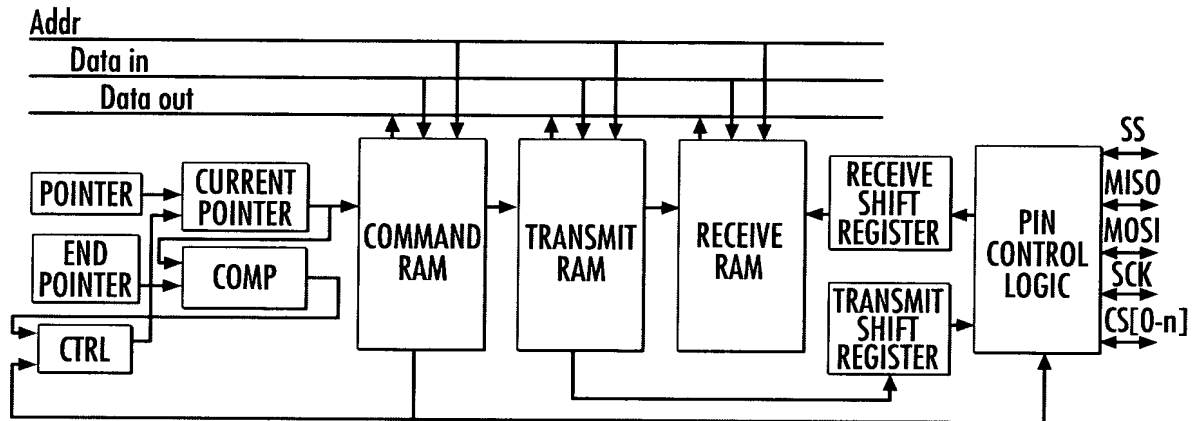 Addr
Data in
Data out
POINTER
CURRENT
POINTER
END
POINTER
COMP
CTRL
COMMAND
RAM
TRANSMIT
RAM
RECEIVE
RAM
RECEIVE
SHIFT
REGISTER
TRANSMIT
SHIFT
REGISTER
PIN
CONTROL
LOGIC
SS
MISO
MOSI
SCK
CS[0-n]